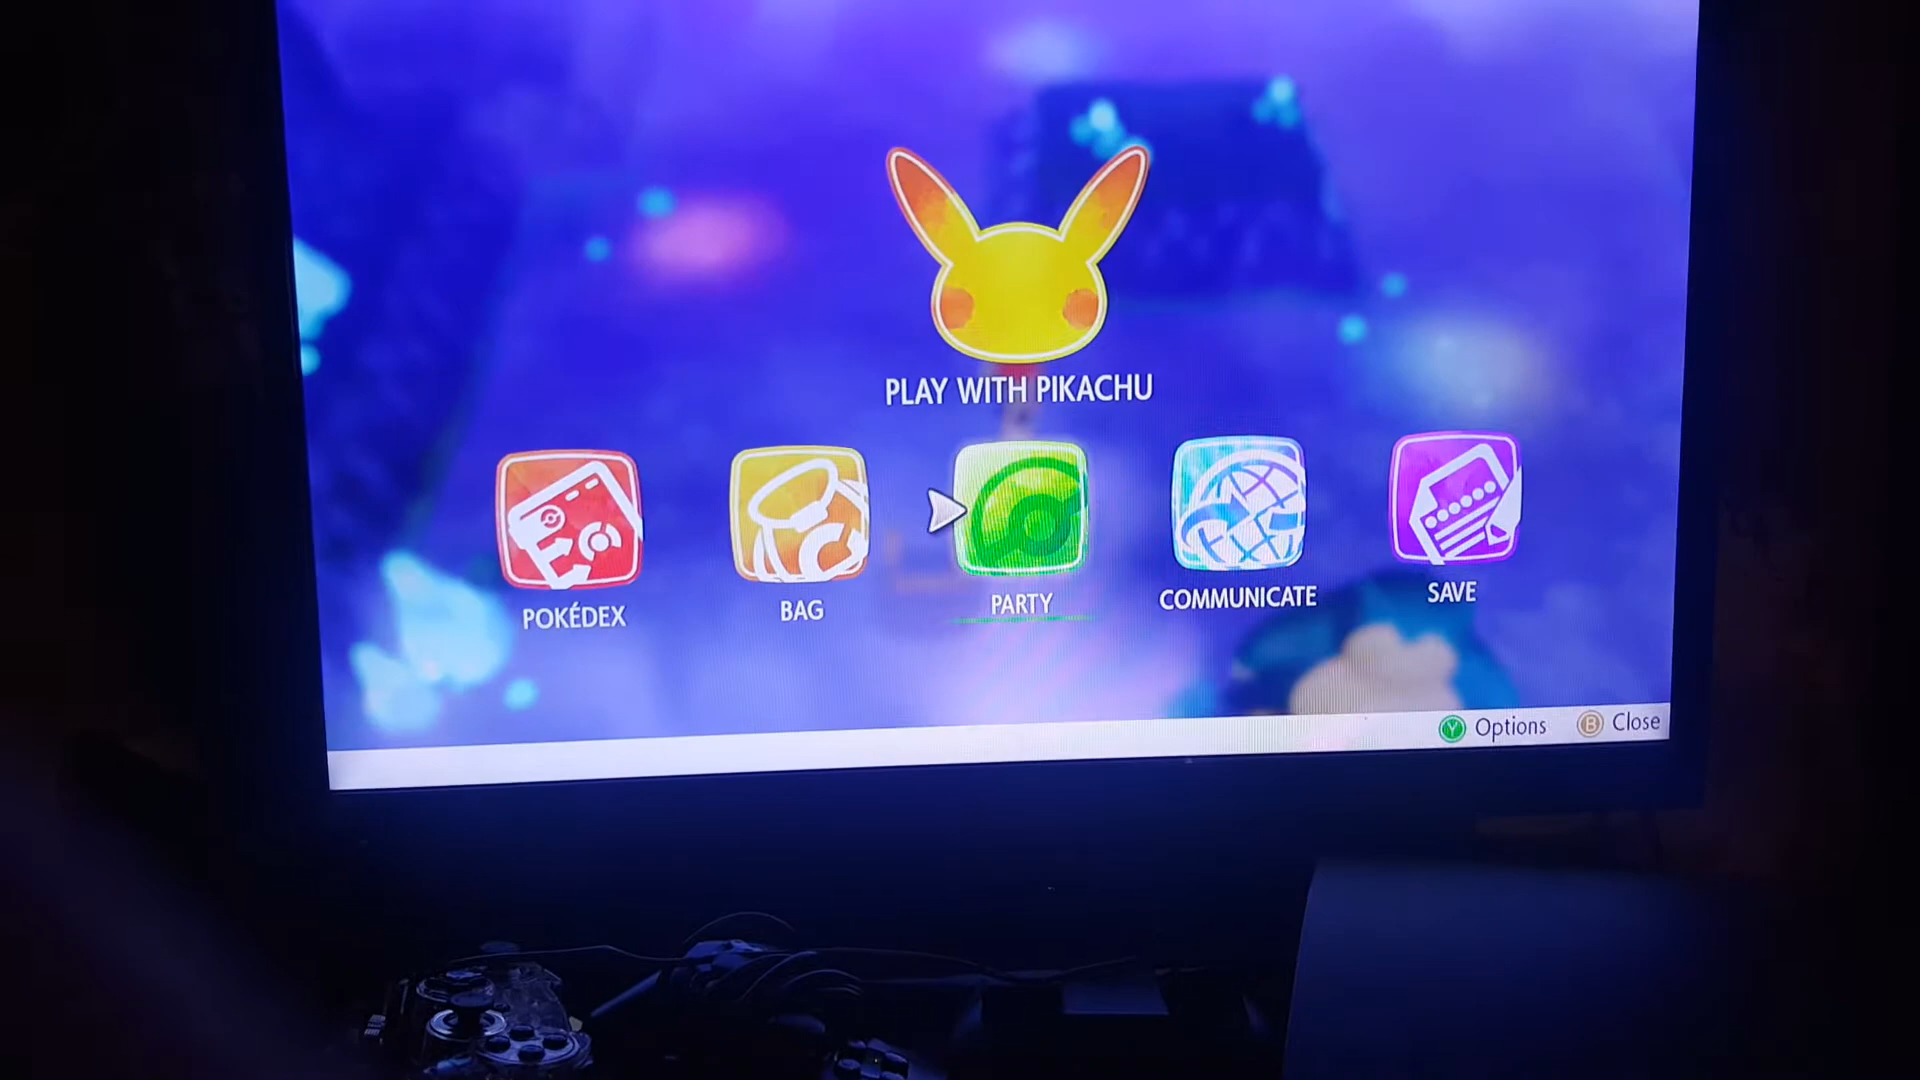 PLAY WITH PIKACHU
POKÉDEX
BAG
PARTY
COMMUNICATE
SAVE
Y Options
B Close